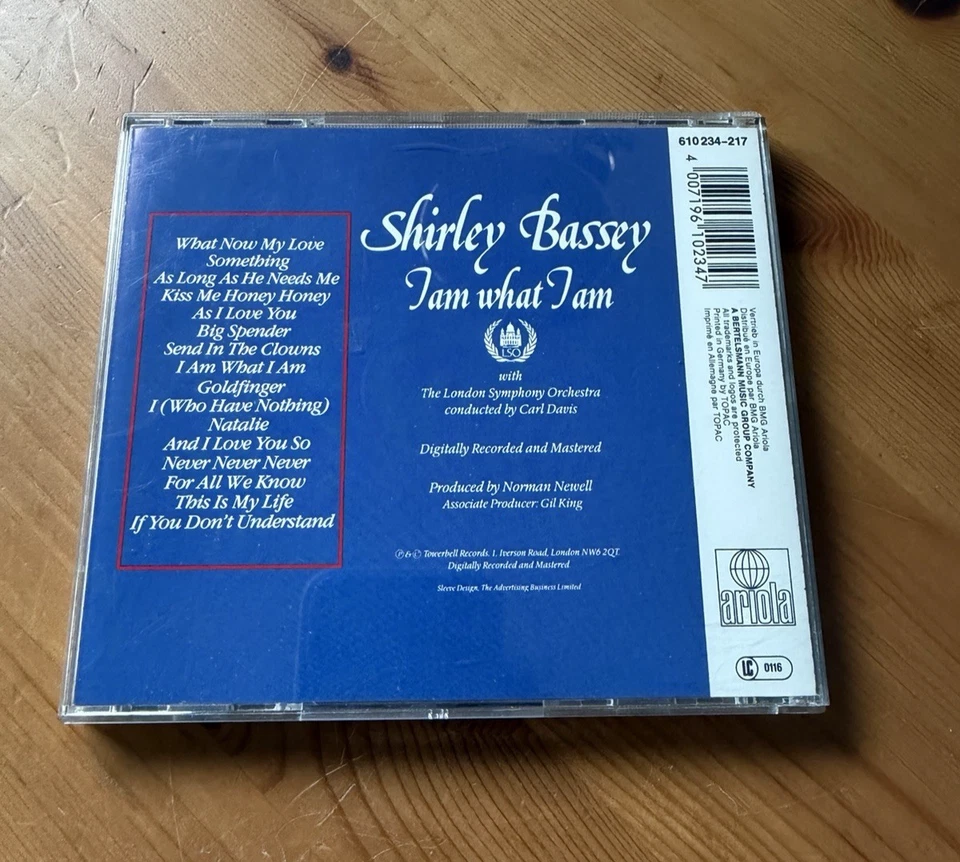 What Now My Love
Something
As Long As He Needs Me
Kiss Me Honey Honey
As I Love You
Big Spender
Send In The Clowns
I Am What I Am
Goldfinger
I (Who Have Nothing)
Natalie
And I Love You So
Never Never Never
For All We Know
This Is My Life
If You Don't Understand
Shirley Bassey
I am what I am
LSO
with
The London Symphony Orchestra
conducted by Carl Davis
Digitally Recorded and Mastered
Produced by Norman Newell
Associate Producer: Gil King
Ⓟ & Ⓒ Towerbell Records. 1. Iverson Road, London NW6 2QT.
Digitally Recorded and Mastered
Sleeve Design, The Advertising Business Limited
610 234-217
4 007196 102347
Vertrieb in Europa durch BMG Ariola
Distribué en Europe par BMG Ariola
A BERTELSMANN MUSIC GROUP COMPANY
All trademarks and logos are protected
Printed in Germany by TOPAC
Imprimé en Allemagne par TOPAC
ariola
LC 0116